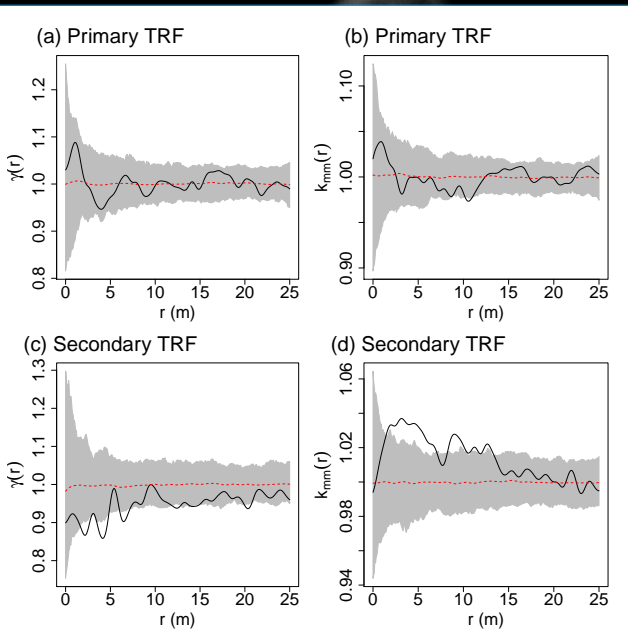 (a) Primary TRF
(b) Primary TRF
1.2
1.1
1.0
0.9
0.8
γ(r)
0 5 10 15 20 25
r (m)
1.10
1.00
0.90
kmm(r)
0 5 10 15 20 25
r (m)
(c) Secondary TRF
(d) Secondary TRF
1.3
1.2
1.1
1.0
0.9
0.8
γ(r)
0 5 10 15 20 25
r (m)
1.06
1.02
0.98
0.94
kmm(r)
0 5 10 15 20 25
r (m)